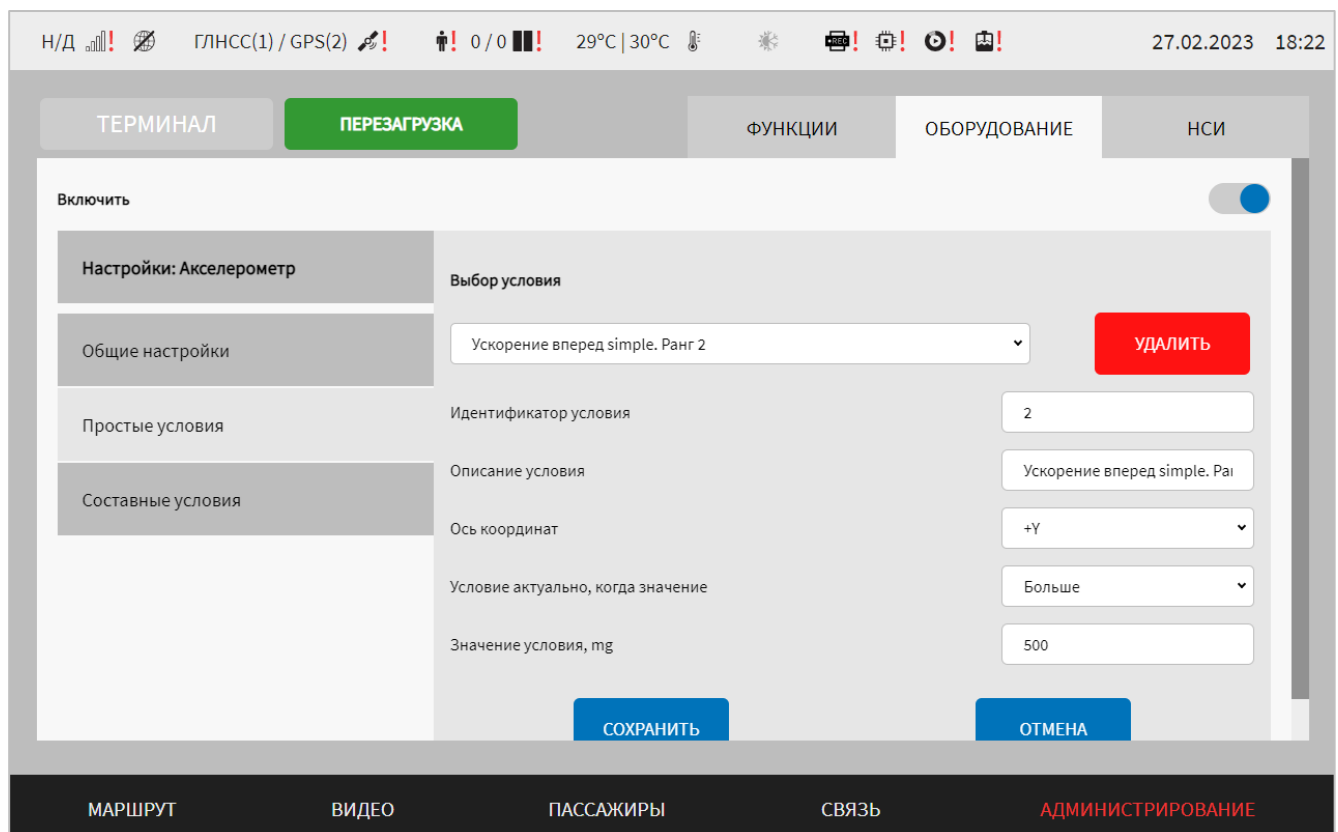 Н/Д ! ГЛНСС(1) / GPS(2) ! ! 0 / 0 ! 29°C | 30°C REC ! ! ! ! 27.02.2023 18:22
ТЕРМИНАЛ ПЕРЕЗАГРУЗКА ФУНКЦИИ ОБОРУДОВАНИЕ НСИ
Включить
Настройки: Акселерометр
Общие настройки
Простые условия
Составные условия
Выбор условия
Ускорение вперед simple. Ранг 2 УДАЛИТЬ
Идентификатор условия 2
Описание условия Ускорение вперед simple. Ран
Ось координат +Y
Условие актуально, когда значение Больше
Значение условия, mg 500
СОХРАНИТЬ ОТМЕНА
МАРШРУТ ВИДЕО ПАССАЖИРЫ СВЯЗЬ АДМИНИСТРИРОВАНИЕ